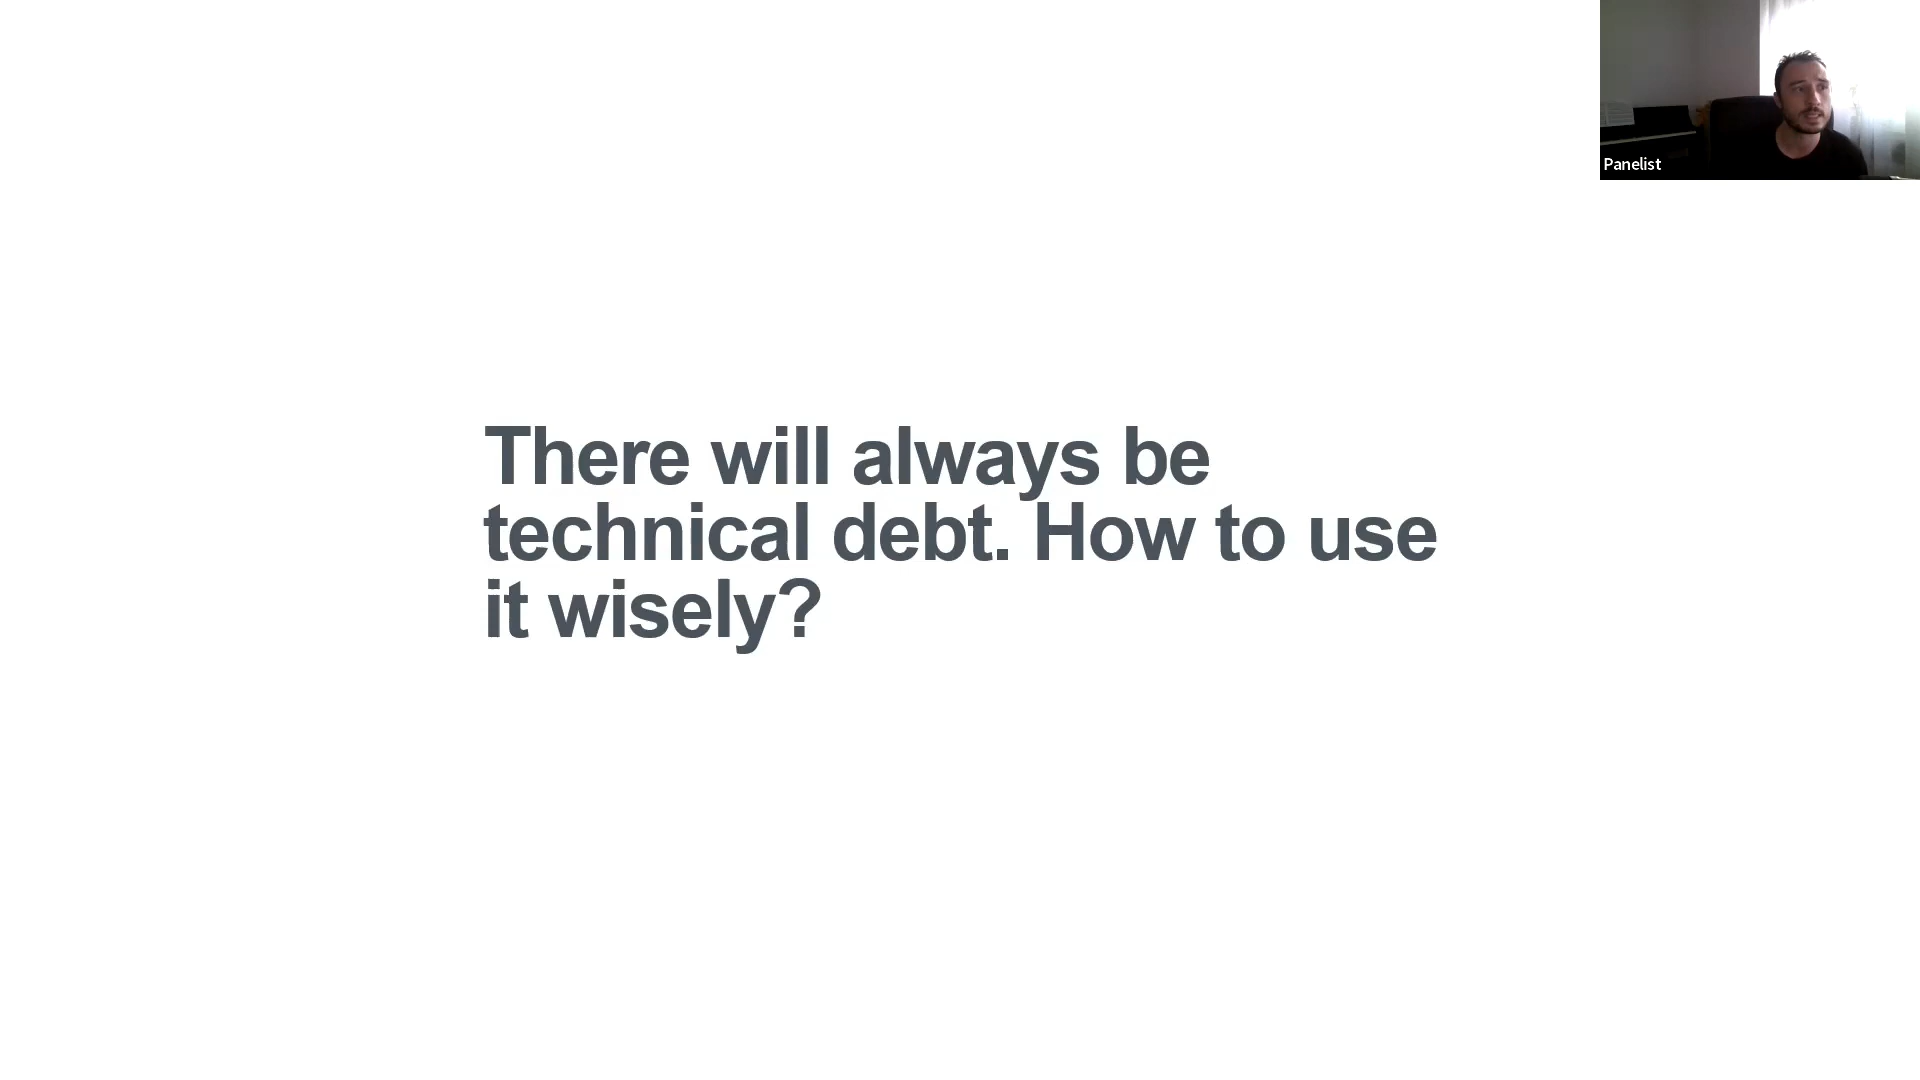 Panelist
There will always be
technical debt. How to use
it wisely?